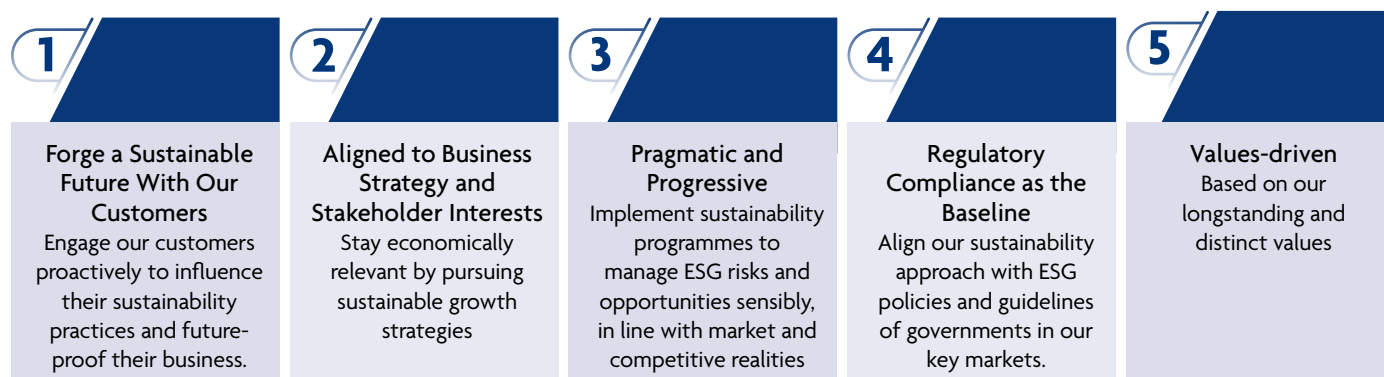 1
Forge a Sustainable
Future With Our
Customers
Engage our customers
proactively to influence
their sustainability
practices and future-
proof their business.
2
Aligned to Business
Strategy and
Stakeholder Interests
Stay economically
relevant by pursuing
sustainable growth
strategies
3
Pragmatic and
Progressive
Implement sustainability
programmes to
manage ESG risks and
opportunities sensibly,
in line with market and
competitive realities
4
Regulatory
Compliance as the
Baseline
Align our sustainability
approach with ESG
policies and guidelines
of governments in our
key markets.
5
Values-driven
Based on our
longstanding and
distinct values